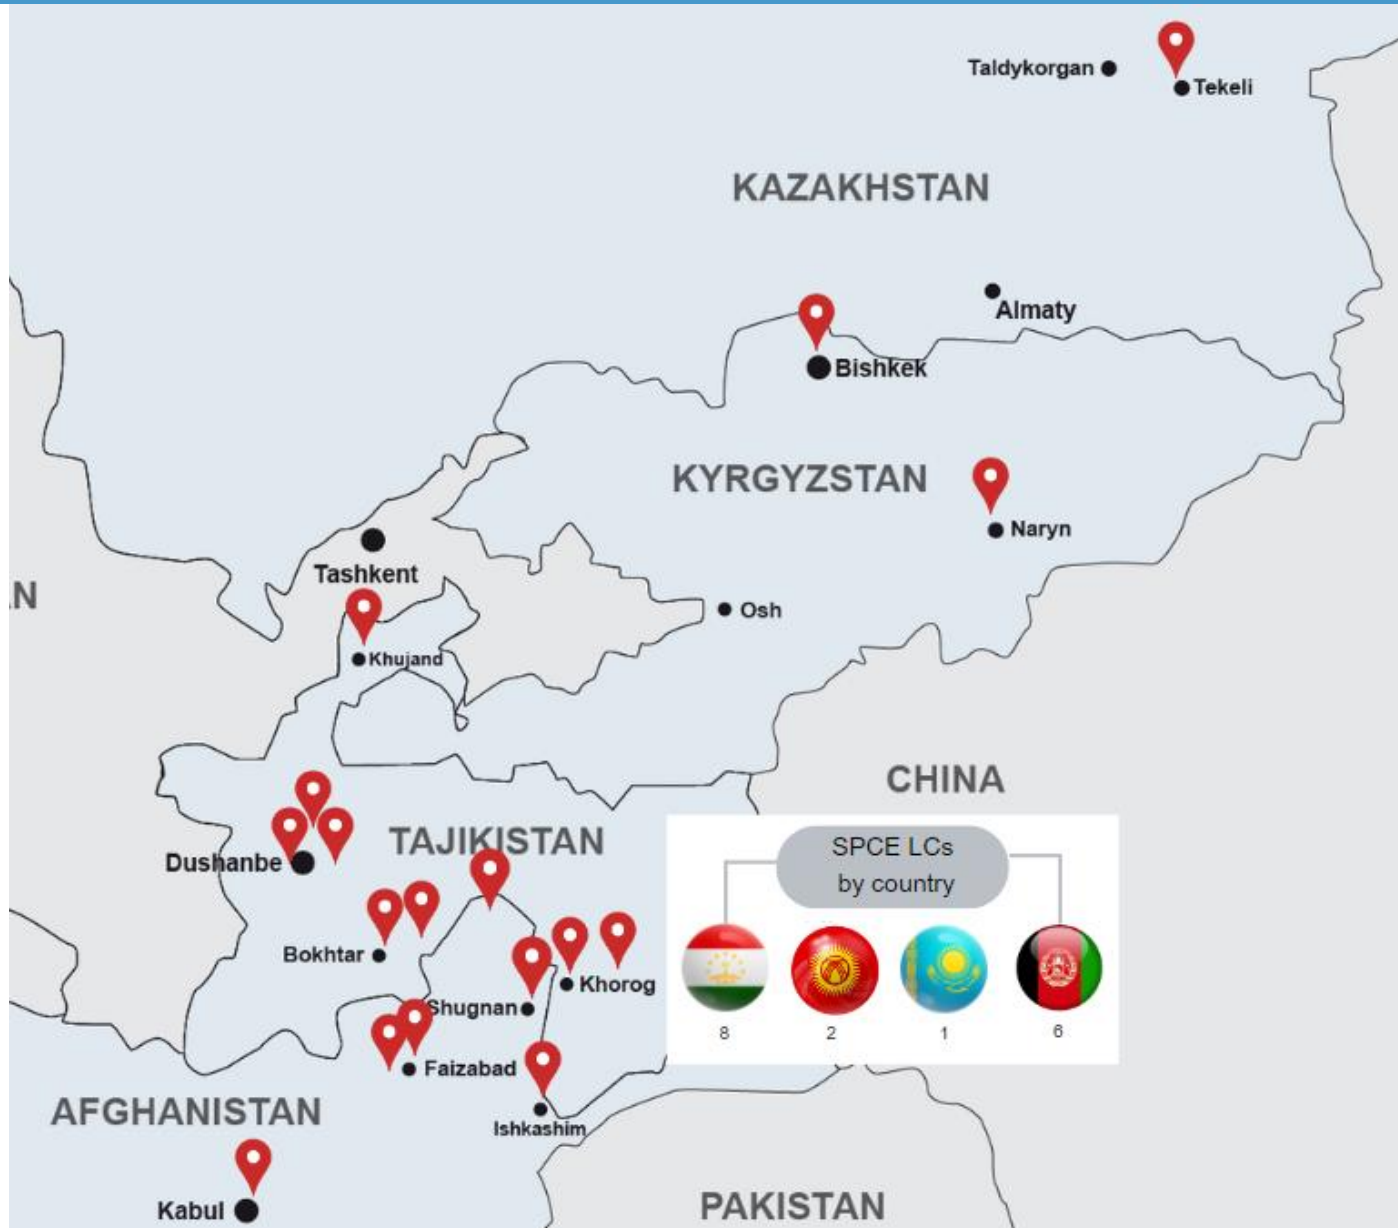 Taldykorgan
Tekeli
KAZAKHSTAN
Almaty
Bishkek
KYRGYZSTAN
Naryn
Tashkent
AN
Osh
Khujand
CHINA
TAJIKISTAN
Dushanbe
SPCE LCs
by country
8
2
1
6
Bokhtar
Khorog
Shugnan
Faizabad
AFGHANISTAN
Ishkashim
Kabul
PAKISTAN